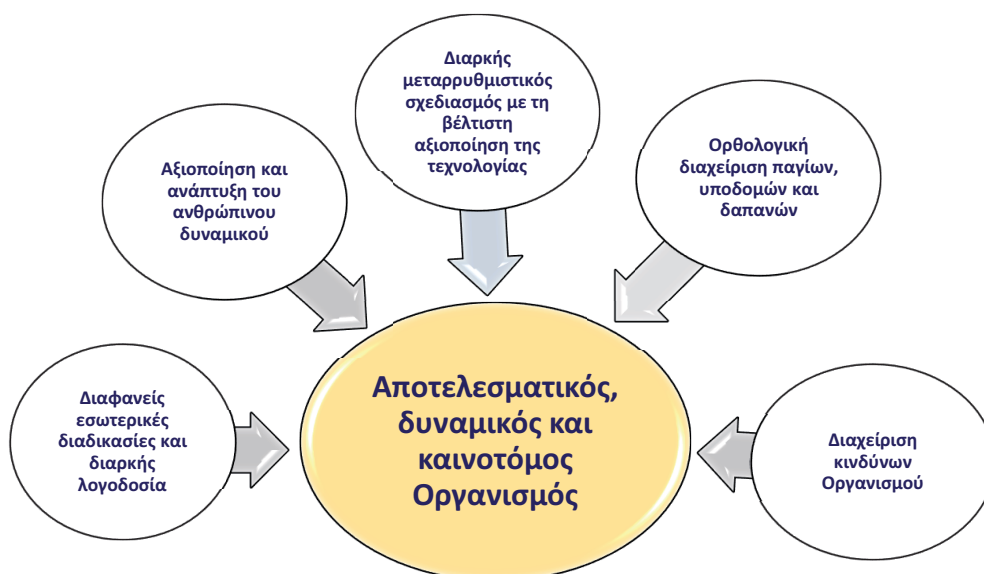 Διαρκής
μεταρρυθμιστικός
σχεδιασμός με τη
βέλτιστη
αξιοποίηση της
τεχνολογίας
Αξιοποίηση και
ανάπτυξη του
ανθρώπινου
δυναμικού
Ορθολογική
διαχείριση παγίων,
υποδομών και
δαπανών
Διαφανείς
εσωτερικές
διαδικασίες και
διαρκής
λογοδοσία
Αποτελεσματικός,
δυναμικός και
καινοτόμος
Οργανισμός
Διαχείριση
κινδύνων
Οργανισμού